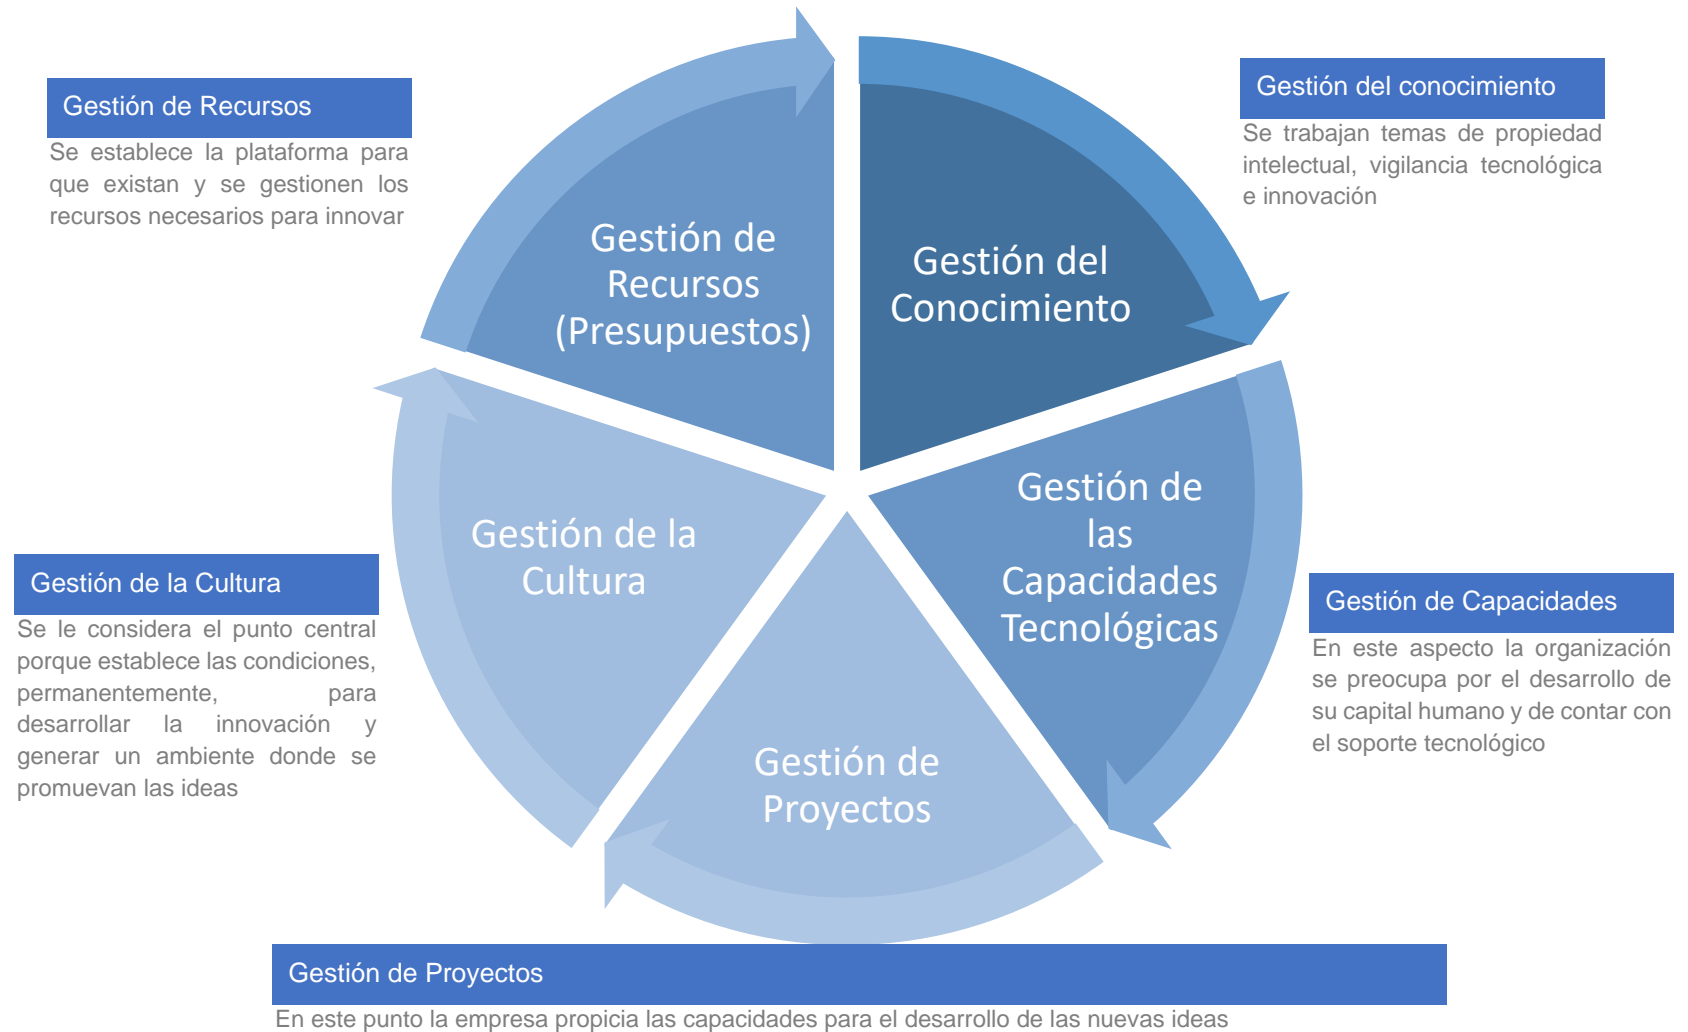 Gestión de Recursos
Se establece la plataforma para
que existan y se gestionen los
recursos necesarios para innovar
Gestión del conocimiento
Se trabajan temas de propiedad
intelectual, vigilancia tecnológica
e innovación
Gestión de
Recursos
(Presupuestos)
Gestión del
Conocimiento
Gestión de la
Cultura
Gestión de
las
Capacidades
Tecnológicas
Gestión de
Proyectos
Gestión de la Cultura
Se le considera el punto central
porque establece las condiciones,
permanentemente, para
desarrollar la innovación y
generar un ambiente donde se
promuevan las ideas
Gestión de Capacidades
En este aspecto la organización
se preocupa por el desarrollo de
su capital humano y de contar con
el soporte tecnológico
Gestión de Proyectos
En este punto la empresa propicia las capacidades para el desarrollo de las nuevas ideas